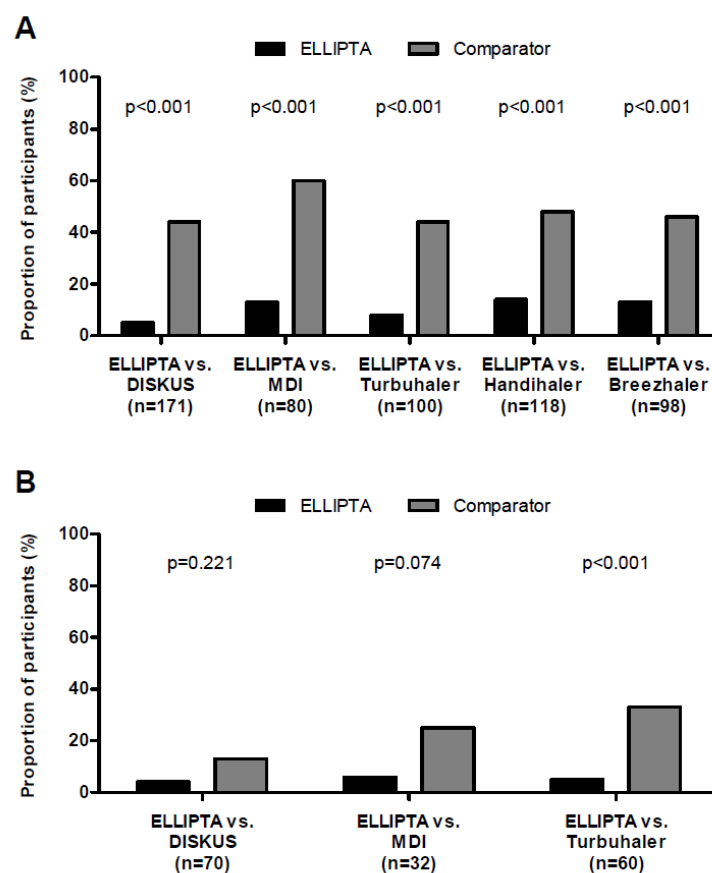 A
ELLIPTA Comparator
Proportion of participants (%)
100
80
60
40
20
0
p<0.001 p<0.001 p<0.001 p<0.001 p<0.001
ELLIPTA vs. ELLIPTA vs. ELLIPTA vs. ELLIPTA vs. ELLIPTA vs.
DISKUS MDI Turbuhaler Handihaler Breezhaler
(n=171) (n=80) (n=100) (n=118) (n=98)
B
ELLIPTA Comparator
Proportion of participants (%)
100
80
60
40
20
0
p=0.221 p=0.074 p<0.001
ELLIPTA vs. ELLIPTA vs. ELLIPTA vs.
DISKUS MDI Turbuhaler
(n=70) (n=32) (n=60)